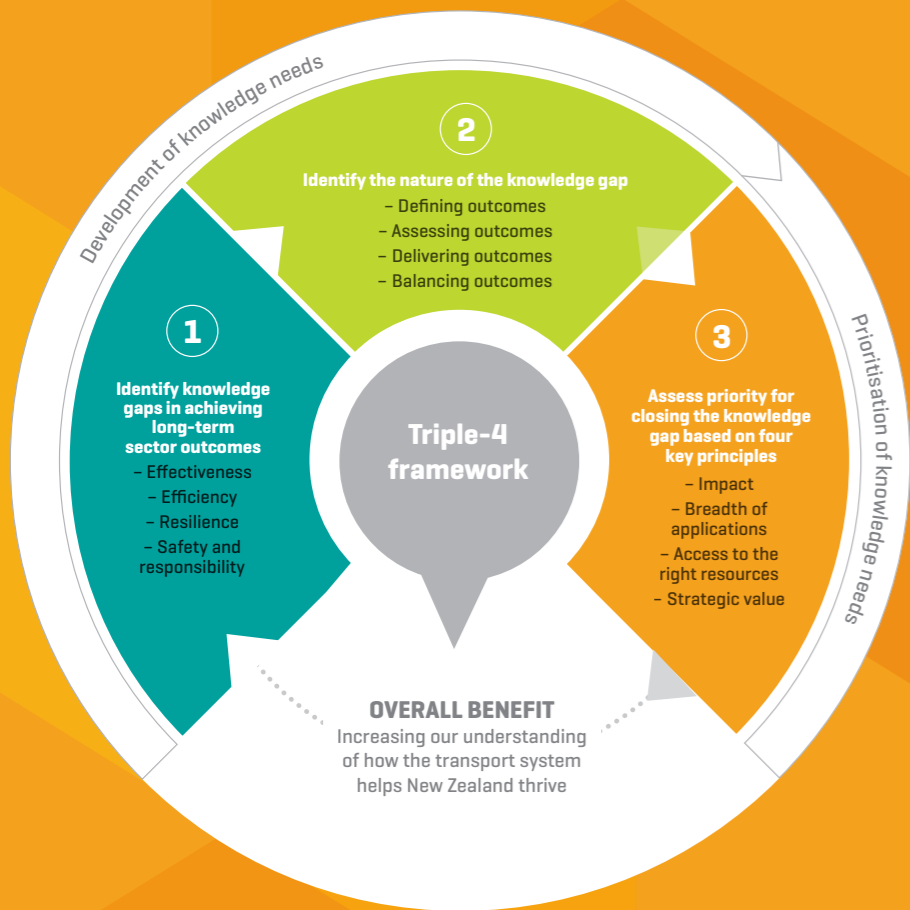 Development of knowledge needs
2
Identify the nature of the knowledge gap
– Defining outcomes
– Assessing outcomes
– Delivering outcomes
– Balancing outcomes
1
Identify knowledge
gaps in achieving
long-term
sector outcomes
– Effectiveness
– Efficiency
– Resilience
– Safety and
responsibility
Triple-4
framework
3
Assess priority for
closing the knowledge
gap based on four
key principles
– Impact
– Breadth of
applications
– Access to the
right resources
– Strategic value
Prioritisation of knowledge needs
OVERALL BENEFIT
Increasing our understanding
of how the transport system
helps New Zealand thrive